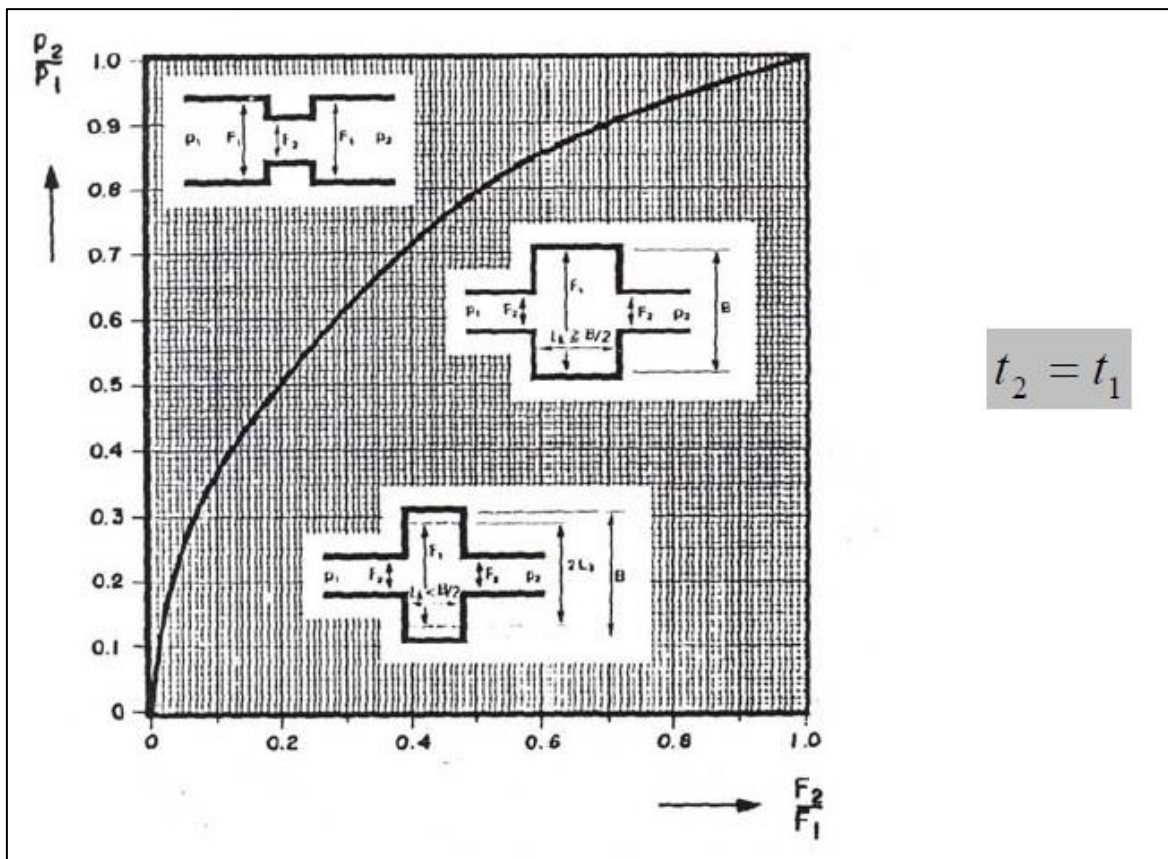 p₂
p₁
1.0
0.9
0.8
0.7
0.6
0.5
0.4
0.3
0.2
0.1
0
p₁ F₁ F₂ F₁ p₂
p₁ F₂ F₁ F₂ p₂ B
L ≧ B/2
p₁ F₂ F₁ F₂ p₂ B
L < B/2
t₂ = t₁
0 0.2 0.4 0.6 0.8 1.0
F₂
F₁